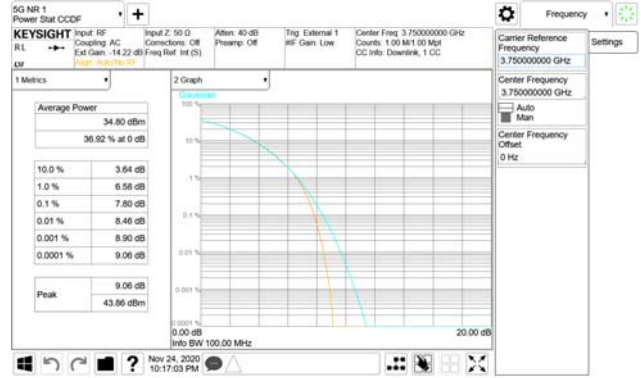 5G NR 1
Power Stat CCDF
Frequency
Settings
KEYSIGHT
RL
Input: RF
Coupling: AC
Ext Gain: -14.22 dB
Align: Auto/No RF
Input Z: 50 Ω
Corrections: Off
Freq Ref: Int (S)
Atten: 40 dB
Preamp: Off
Trig: External 1
#IF Gain: Low
Center Freq: 3.750000000 GHz
Counts: 1.00 M/1.00 Mpt
CC Info: Downlink, 1 CC
Carrier Reference
Frequency
3.750000000 GHz
Center Frequency
3.750000000 GHz
Auto
Man
Center Frequency
Offset
0 Hz
1 Metrics
Average Power
34.80 dBm
36.92 % at 0 dB
10.0 % 3.64 dB
1.0 % 6.58 dB
0.1 % 7.80 dB
0.01 % 8.46 dB
0.001 % 8.90 dB
0.0001 % 9.06 dB
Peak
9.06 dB
43.86 dBm
2 Graph
Gaussian
100 %
10 %
1 %
0.1 %
0.01 %
0.001 %
0.0001 %
0.00 dB
20.00 dB
Info BW 100.00 MHz
Nov 24, 2020
10:17:03 PM